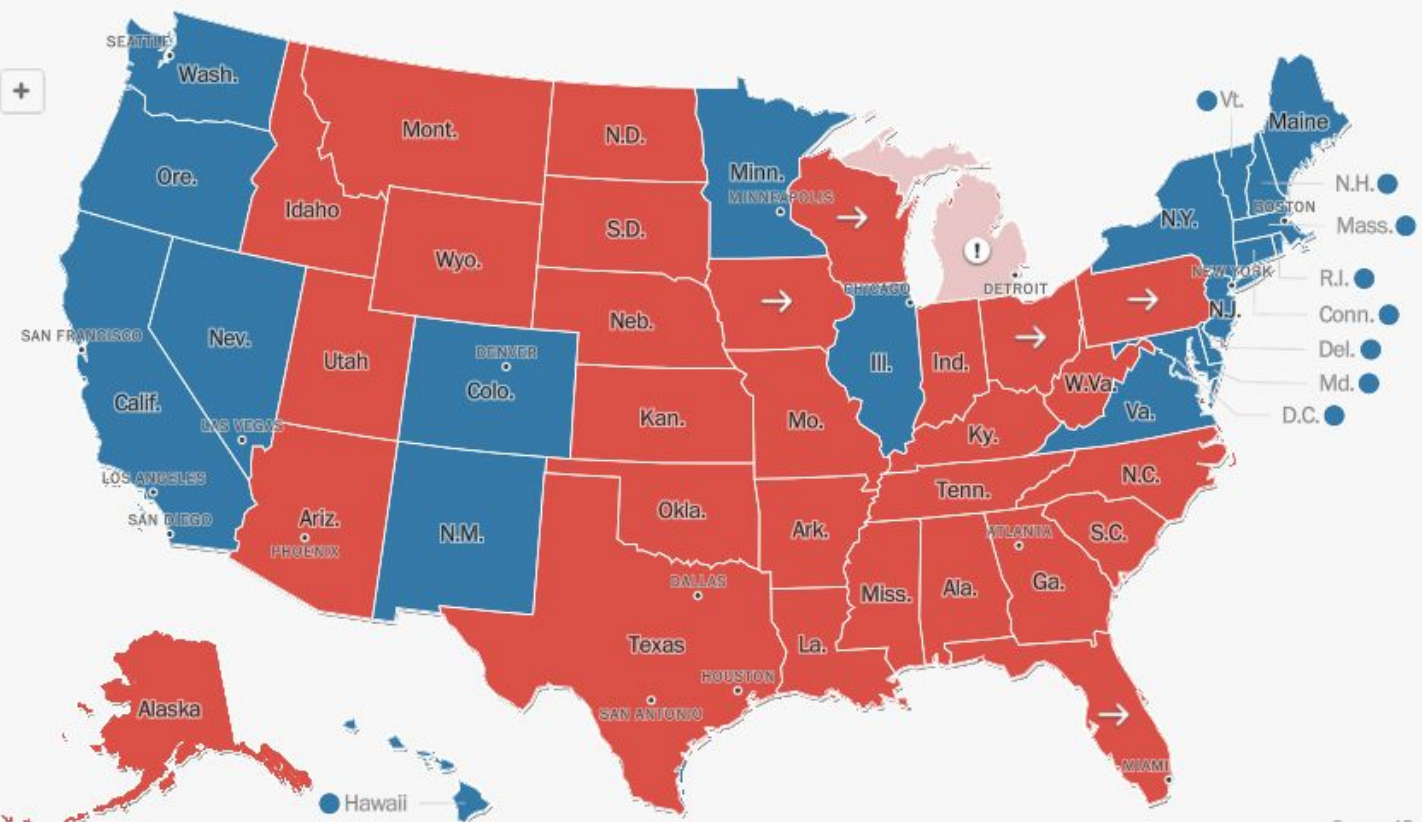 SEATTLE
Wash.
+
Mont.
N.D.
Minn.
Vt.
Maine
Ore.
Idaho
MINNEAPOLIS
N.H.
BOSTON
S.D.
→
N.Y.
Mass.
Wyo.
!
NEW YORK
R.I.
CHICAGO
DETROIT
→
→
→
N.J.
Conn.
SAN FRANCISCO
Nev.
Neb.
Utah
DENVER
Colo.
Ill.
Ind.
Del.
W.Va.
Md.
Calif.
Va.
D.C.
LAS VEGAS
Kan.
Mo.
Ky.
LOS ANGELES
Tenn.
N.C.
SAN DIEGO
Ariz.
PHOENIX
N.M.
Okla.
Ark.
ATLANTA
S.C.
DALLAS
Miss.
Ala.
Ga.
Texas
La.
HOUSTON
Alaska
SAN ANTONIO
→
MIAMI
Hawaii